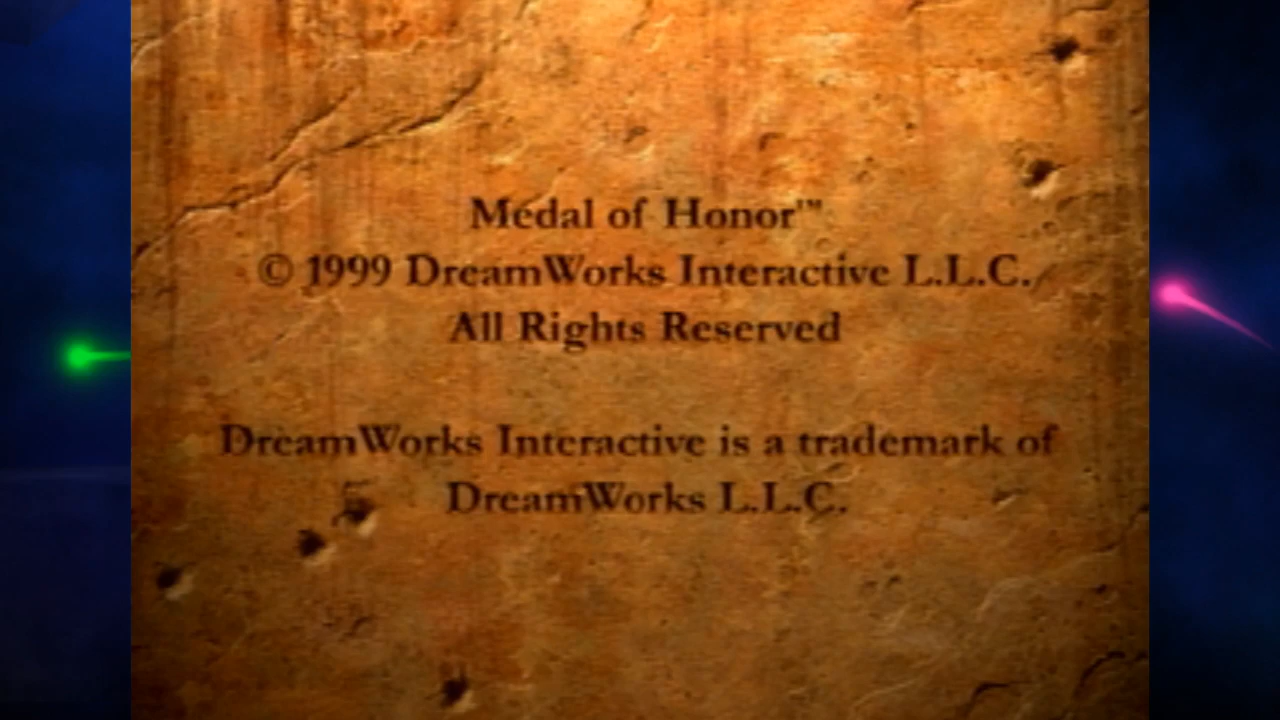 Medal of Honor™
© 1999 DreamWorks Interactive L.L.C.
All Rights Reserved
DreamWorks Interactive is a trademark of
DreamWorks L.L.C.